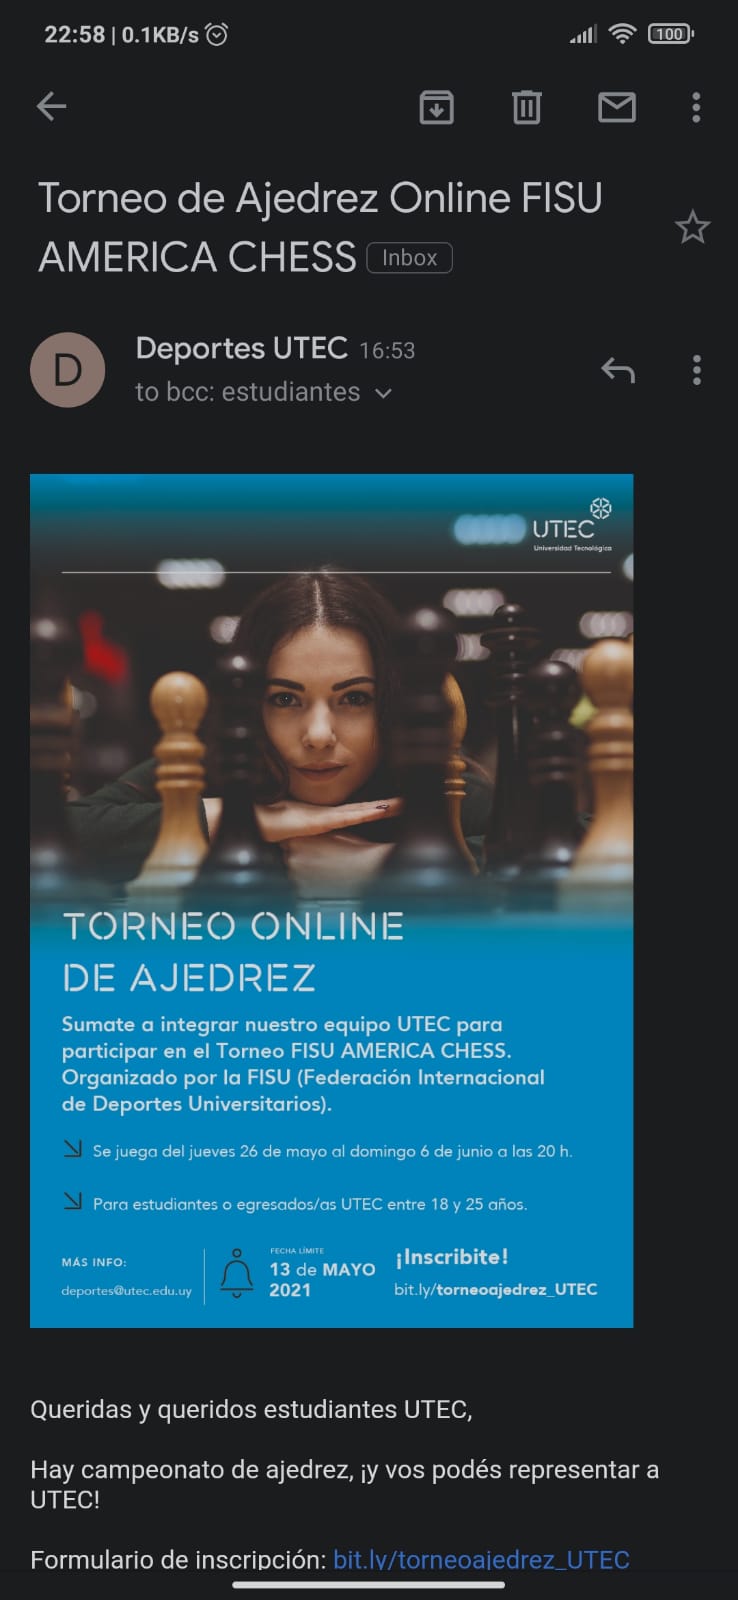 22:58 | 0.1KB/s
100
Torneo de Ajedrez Online FISU
AMERICA CHESS Inbox
D
Deportes UTEC 16:53
to bcc: estudiantes
UTEC
Universidad Tecnológica
TORNEO ONLINE
DE AJEDREZ
Sumate a integrar nuestro equipo UTEC para
participar en el Torneo FISU AMERICA CHESS.
Organizado por la FISU (Federación Internacional
de Deportes Universitarios).
Se juega del jueves 26 de mayo al domingo 6 de junio a las 20 h.
Para estudiantes o egresados/as UTEC entre 18 y 25 años.
MÁS INFO:
deportes@utec.edu.uy
FECHA LÍMITE
13 de MAYO
2021
¡Inscribite!
bit.ly/torneoajedrez_UTEC
Queridas y queridos estudiantes UTEC,
Hay campeonato de ajedrez, ¡y vos podés representar a
UTEC!
Formulario de inscripción: bit.ly/torneoajedrez_UTEC